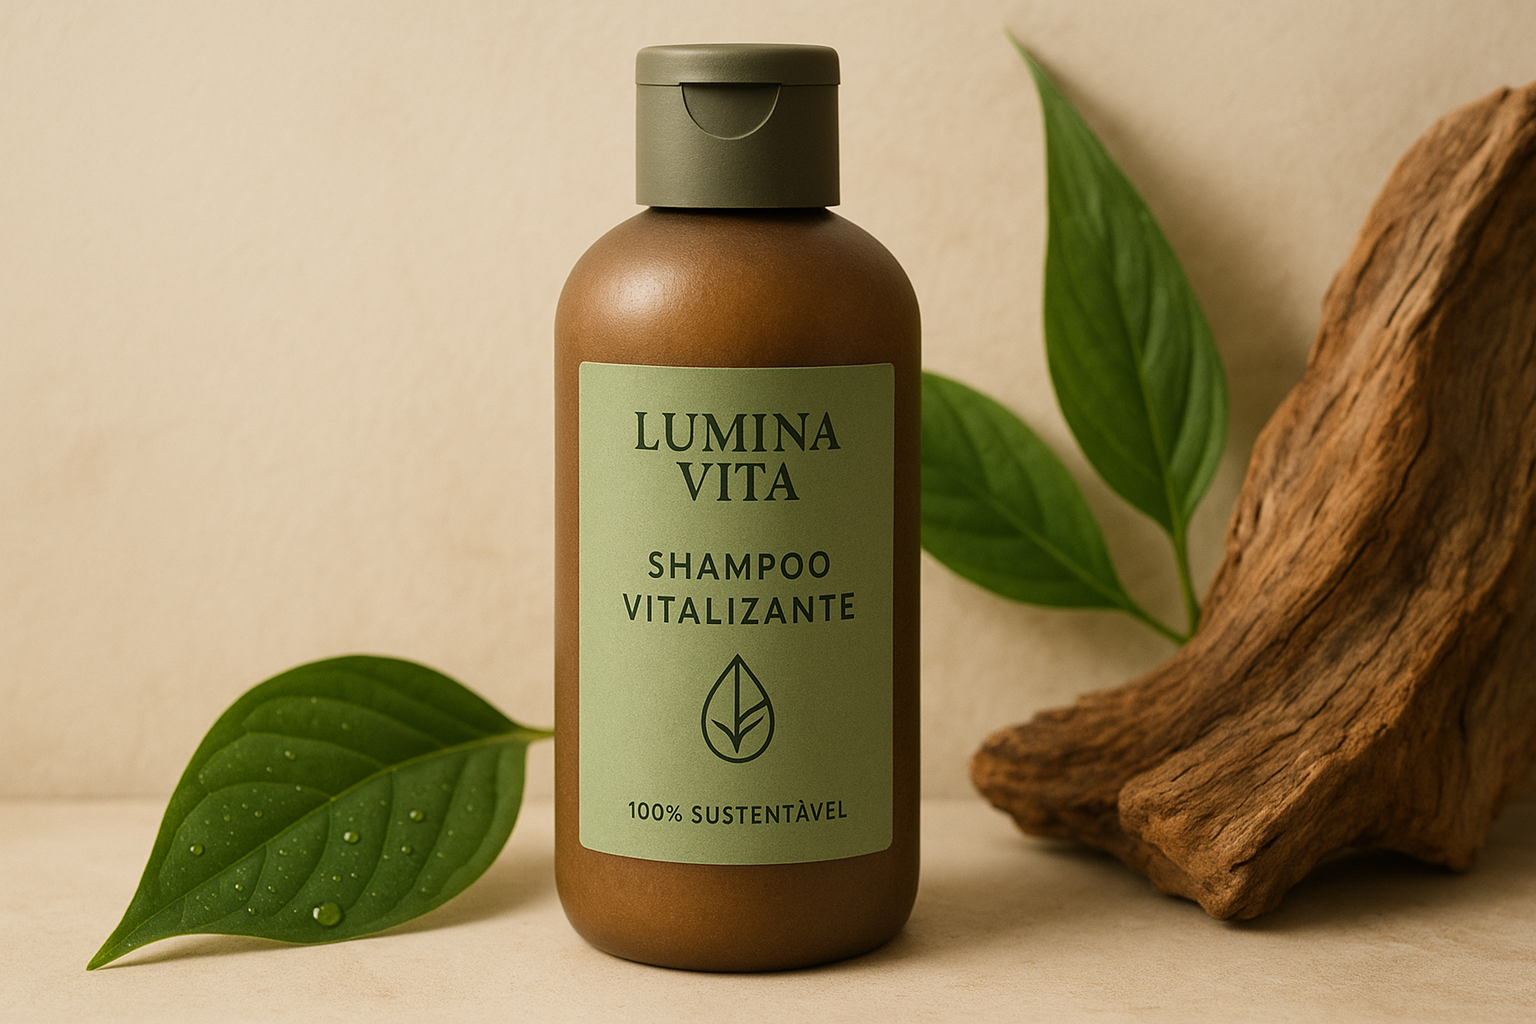 LUMINA
VITA
SHAMPOO
VITALIZANTE
100% SUSTENTÀVEL